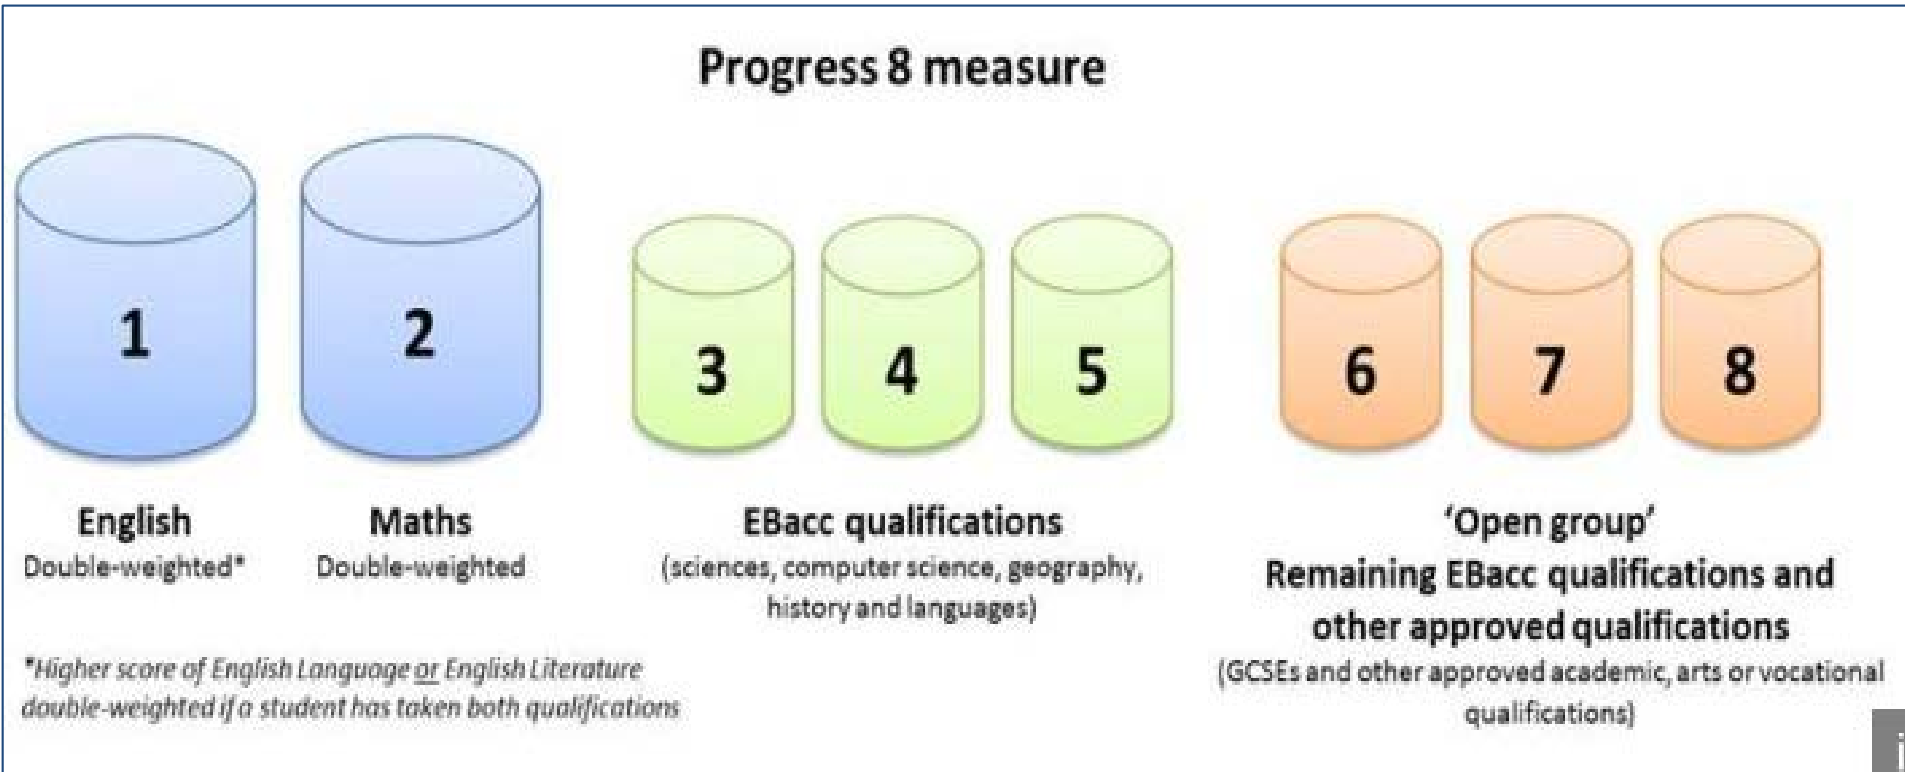 Progress 8 measure
1
2
3
4
5
6
7
8
English
Double-weighted*
Maths
Double-weighted
EBacc qualifications
(sciences, computer science, geography,
history and languages)
‘Open group’
Remaining EBacc qualifications and
other approved qualifications
(GCSEs and other approved academic, arts or vocational
qualifications)
*Higher score of English Language or English Literature
double-weighted if a student has taken both qualifications